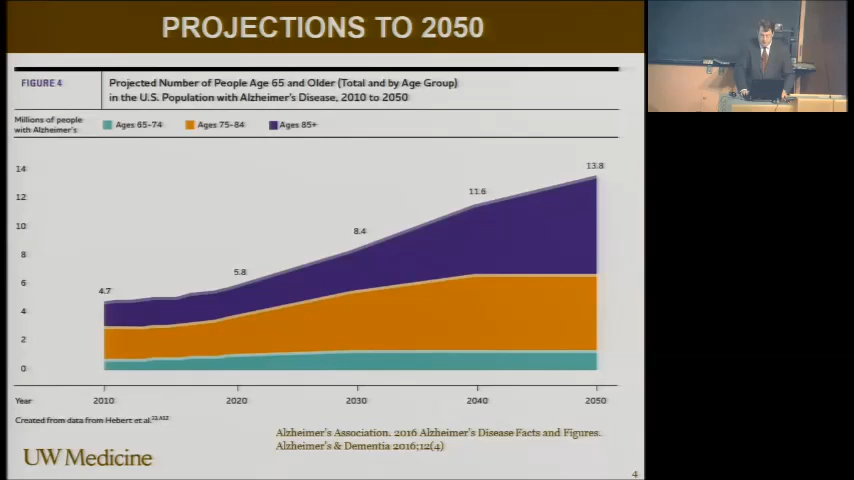 PROJECTIONS TO 2050
FIGURE 4
Projected Number of People Age 65 and Older (Total and by Age Group)
in the U.S. Population with Alzheimer's Disease, 2010 to 2050
Millions of people
with Alzheimer's
Ages 65–74
Ages 75–84
Ages 85+
14
12
10
8
6
4
2
0
4.7
5.8
8.4
11.6
13.8
Year
2010
2020
2030
2040
2050
Created from data from Hebert et al.
Alzheimer's Association. 2016 Alzheimer's Disease Facts and Figures.
Alzheimer's & Dementia 2016;12(4)
UW Medicine
4